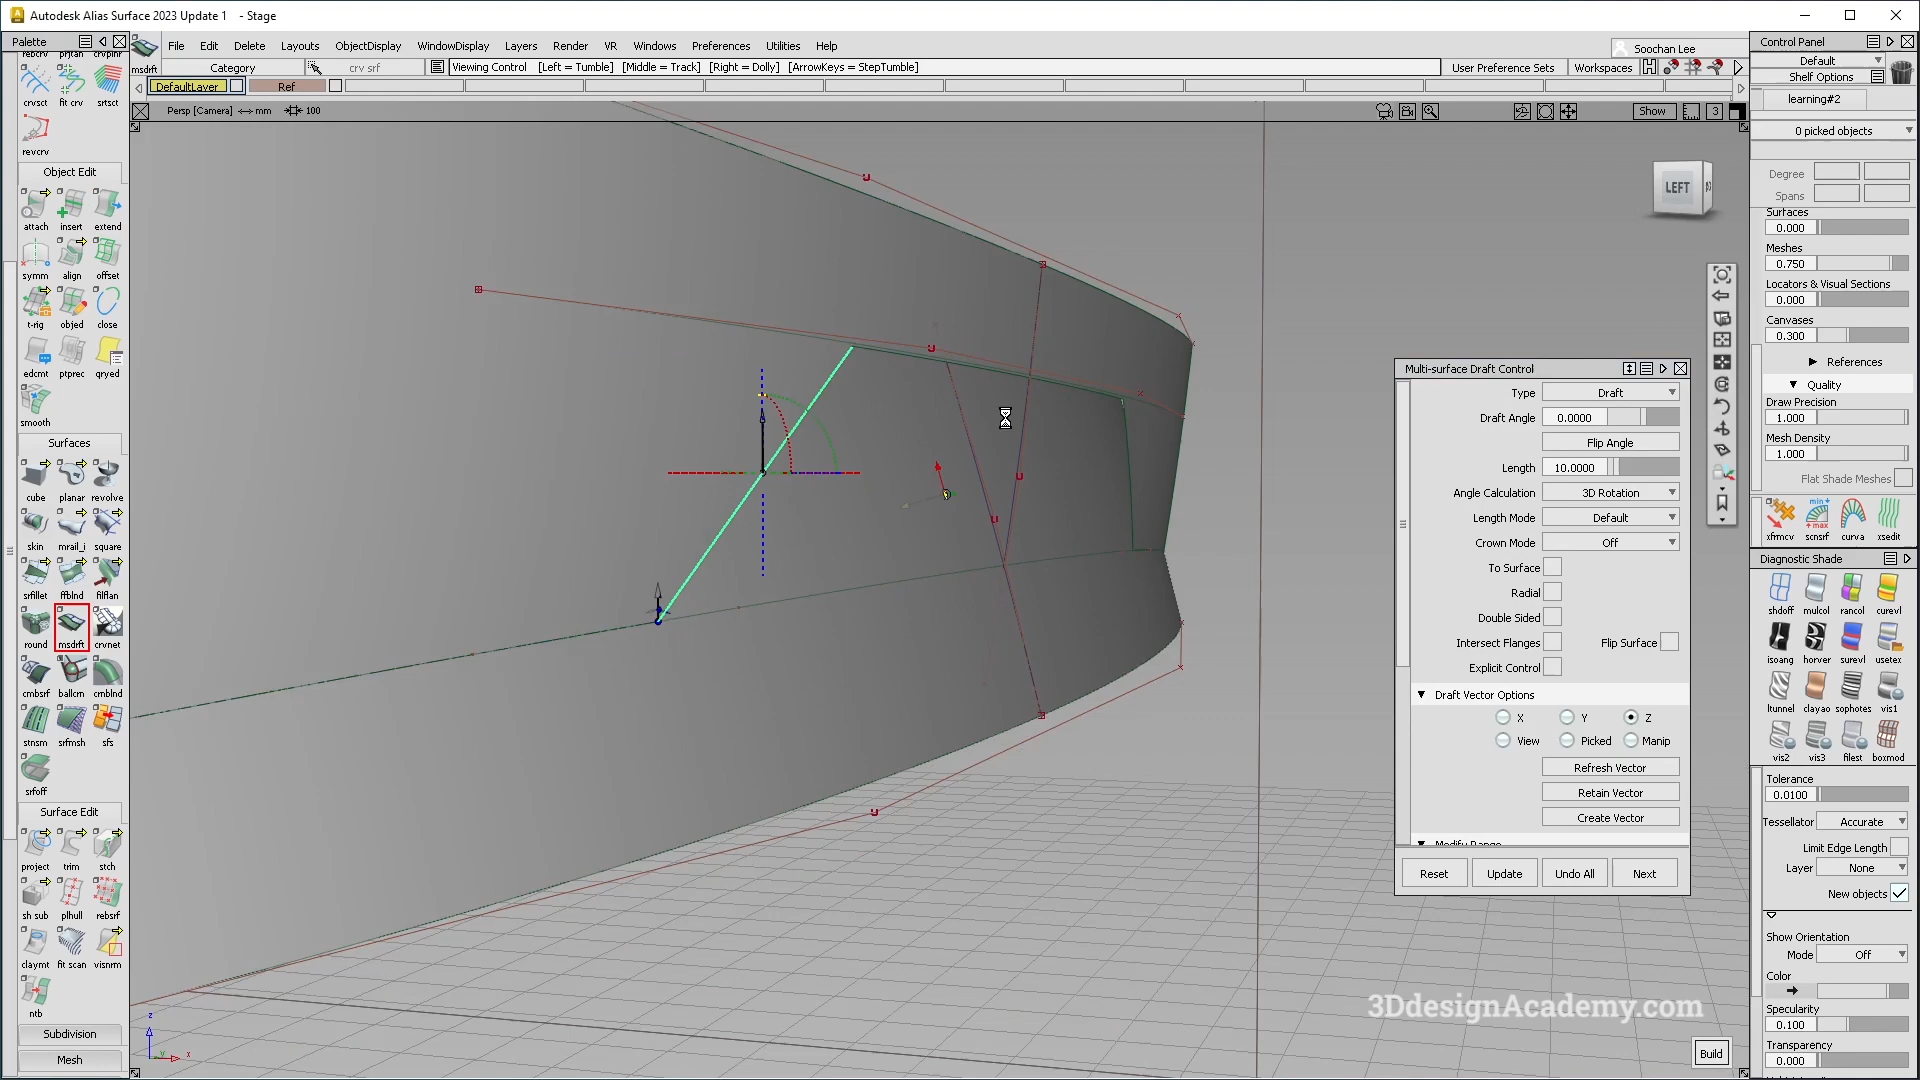 Autodesk Alias Surface 2023 Update 1 - Stage
Palette
rebcrv prjtan crvpnr
crvsct fit crv srtsct
revcrv
Object Edit
attach insert extend
symm align offset
t-rig objed close
edcmt ptprec qryed
smooth
Surfaces
cube planar revolve
skin mrail_i square
srfillet ffblnd filflan
round msdrft crvnet
cmbsrf ballcrn cmblnd
stnsm srfmsh sfs
srfoff
Surface Edit
project trim stch
sh sub plhull rebsrf
claymt fit scan visnrm
ntb
Subdivision
Mesh
msdrft
File Edit Delete Layouts ObjectDisplay WindowDisplay Layers Render VR Windows Preferences Utilities Help
Soochan Lee
Category
crv srf
Viewing Control [Left = Tumble] [Middle = Track] [Right = Dolly] [ArrowKeys = StepTumble]
User Preference Sets
Workspaces
DefaultLayer
Ref
Persp [Camera] mm 100
Show
3
LEFT
U
U
U
U
U
z
x
Multi-surface Draft Control
Type Draft
Draft Angle 0.0000
Flip Angle
Length 10.0000
Angle Calculation 3D Rotation
Length Mode Default
Crown Mode Off
To Surface
Radial
Double Sided
Intersect Flanges Flip Surface
Explicit Control
Draft Vector Options
X Y Z
View Picked Manip
Refresh Vector
Retain Vector
Create Vector
Modify Range
Reset Update Undo All Next
3DdesignAcademy.com
Build
Control Panel
Default
Shelf Options
learning#2
0 picked objects
Degree
Spans
Surfaces
0.000
Meshes
0.750
Locators & Visual Sections
0.000
Canvases
0.300
References
Quality
Draw Precision
1.000
Mesh Density
1.000
Flat Shade Meshes
min
+ max
xfrmcv scnsrf curva xsedit
Diagnostic Shade
shdoff mulcol rancol curevl
isoang horver surevl usetex
ltunnel clayao sophotes vis1
vis2 vis3 filest boxmod
Tolerance
0.0100
Tessellator Accurate
Limit Edge Length
Layer None
New objects
Show Orientation
Mode Off
Color
Specularity
0.100
Transparency
0.000